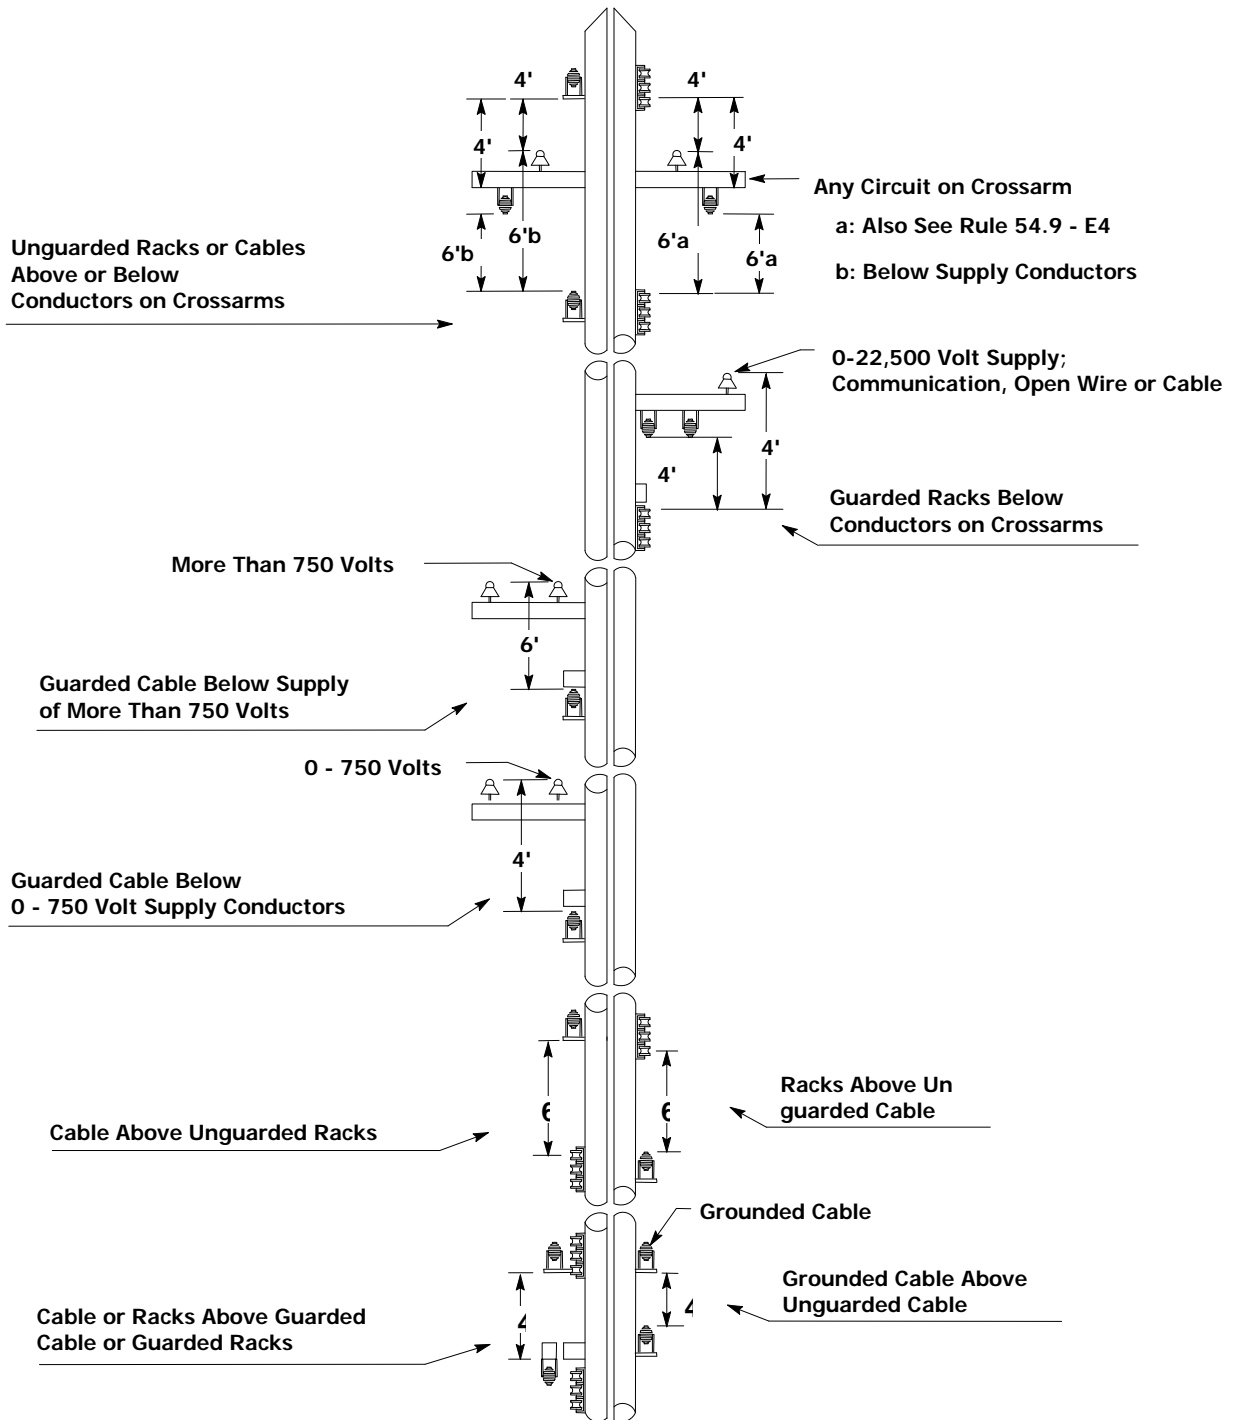 4'
4'
4'
4'
Any Circuit on Crossarm
a: Also See Rule 54.9 - E4
b: Below Supply Conductors
6'b
6'b
6'a
6'a
Unguarded Racks or Cables
Above or Below
Conductors on Crossarms
0-22,500 Volt Supply;
Communication, Open Wire or Cable
4'
4'
Guarded Racks Below
Conductors on Crossarms
More Than 750 Volts
6'
Guarded Cable Below Supply
of More Than 750 Volts
0 - 750 Volts
4'
Guarded Cable Below
0 - 750 Volt Supply Conductors
6
6
Racks Above Un
guarded Cable
Cable Above Unguarded Racks
Grounded Cable
Grounded Cable Above
Unguarded Cable
4
4
Cable or Racks Above Guarded
Cable or Guarded Racks